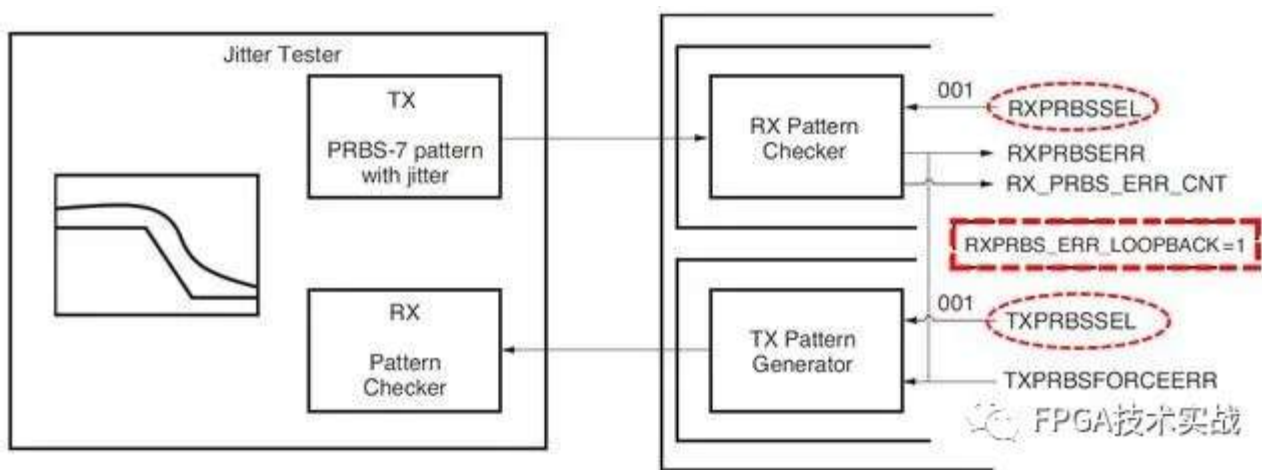 Jitter Tester
TX
PRBS-7 pattern
with jitter
RX
Pattern
Checker
RX Pattern
Checker
001
RXPRBSSEL
RXPRBSERR
RX_PRBS_ERR_CNT
RXPRBS_ERR_LOOPBACK=1
TX Pattern
Generator
001
TXPRBSSEL
TXPRBSFORCEERR
FPGA技术实战